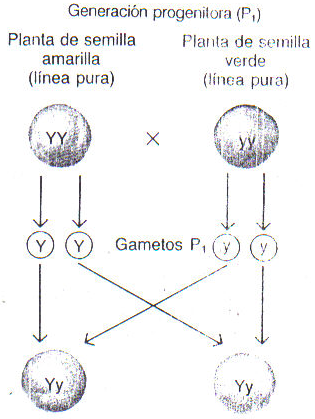 Generación progenitora (P₁)
Planta de semilla
amarilla
(línea pura)
Planta de semilla
verde
(línea pura)
YY
×
yy
Y
Y
Gametos P₁
y
y
Yy
Yy